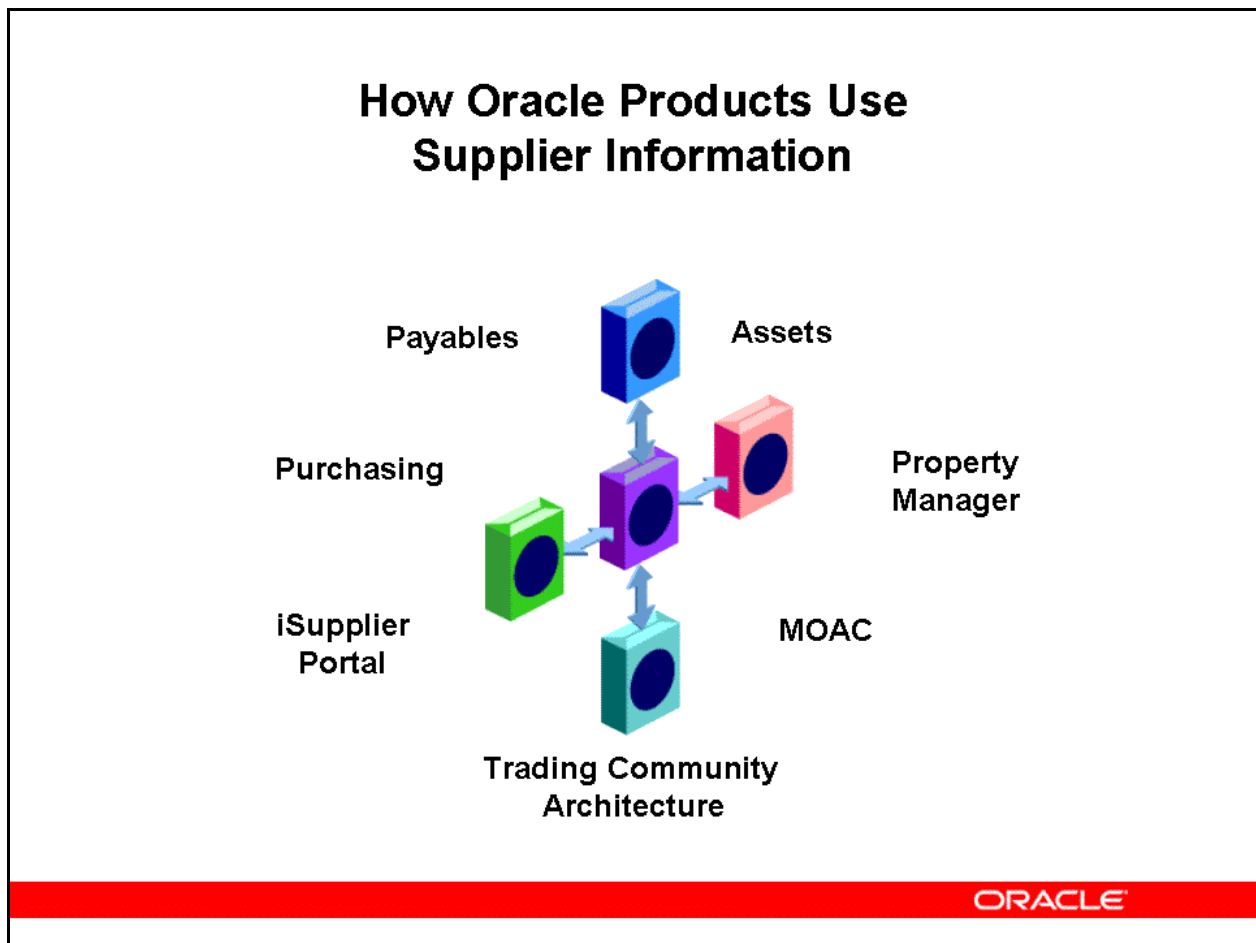 How Oracle Products Use
Supplier Information
Payables
Assets
Purchasing
Property
Manager
iSupplier
Portal
MOAC
Trading Community
Architecture
ORACLE